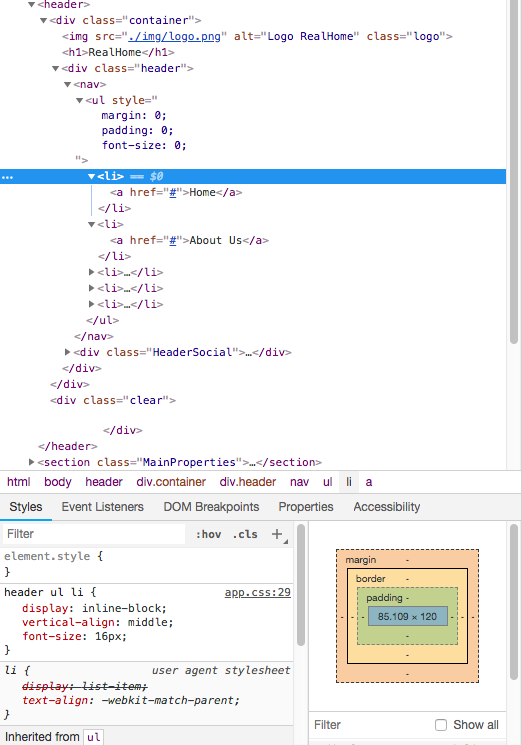 <header>
<div class="container">
<img src="./img/logo.png" alt="Logo RealHome" class="logo">
<h1>RealHome</h1>
<div class="header">
<nav>
<ul style="
margin: 0;
padding: 0;
font-size: 0;
">
... <li> == $0
<a href="#">Home</a>
</li>
<li>
<a href="#">About Us</a>
</li>
<li>…</li>
<li>…</li>
<li>…</li>
</ul>
</nav>
<div class="HeaderSocial">…</div>
</div>
</div>
<div class="clear">
</div>
</header>
<section class="MainProperties">…</section>
html body header div.container div.header nav ul li a
Styles Event Listeners DOM Breakpoints Properties Accessibility
Filter :hov .cls +
element.style {
}
header ul li { app.css:29
display: inline-block;
vertical-align: middle;
font-size: 16px;
}
li { user agent stylesheet
display: list-item;
text-align: -webkit-match-parent;
}
Inherited from ul
margin -
border -
padding -
- - - 85.109 × 120 - - -
-
-
-
Filter Show all